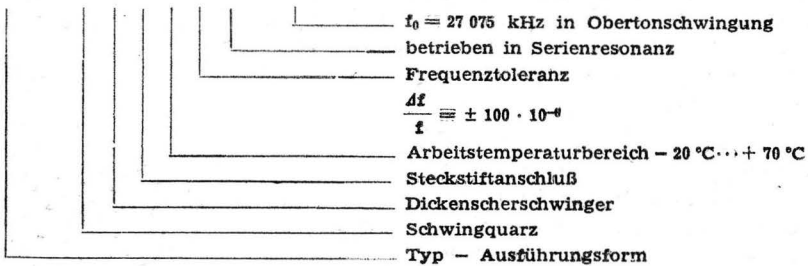 f₀ = 27 075 kHz in Obertonschwingung
betrieben in Serienresonanz
Frequenztoleranz
Δf
── ≡ ± 100 · 10⁻⁶
f
Arbeitstemperaturbereich – 20 °C··· + 70 °C
Steckstiftanschluß
Dickenscherschwinger
Schwingquarz
Typ – Ausführungsform